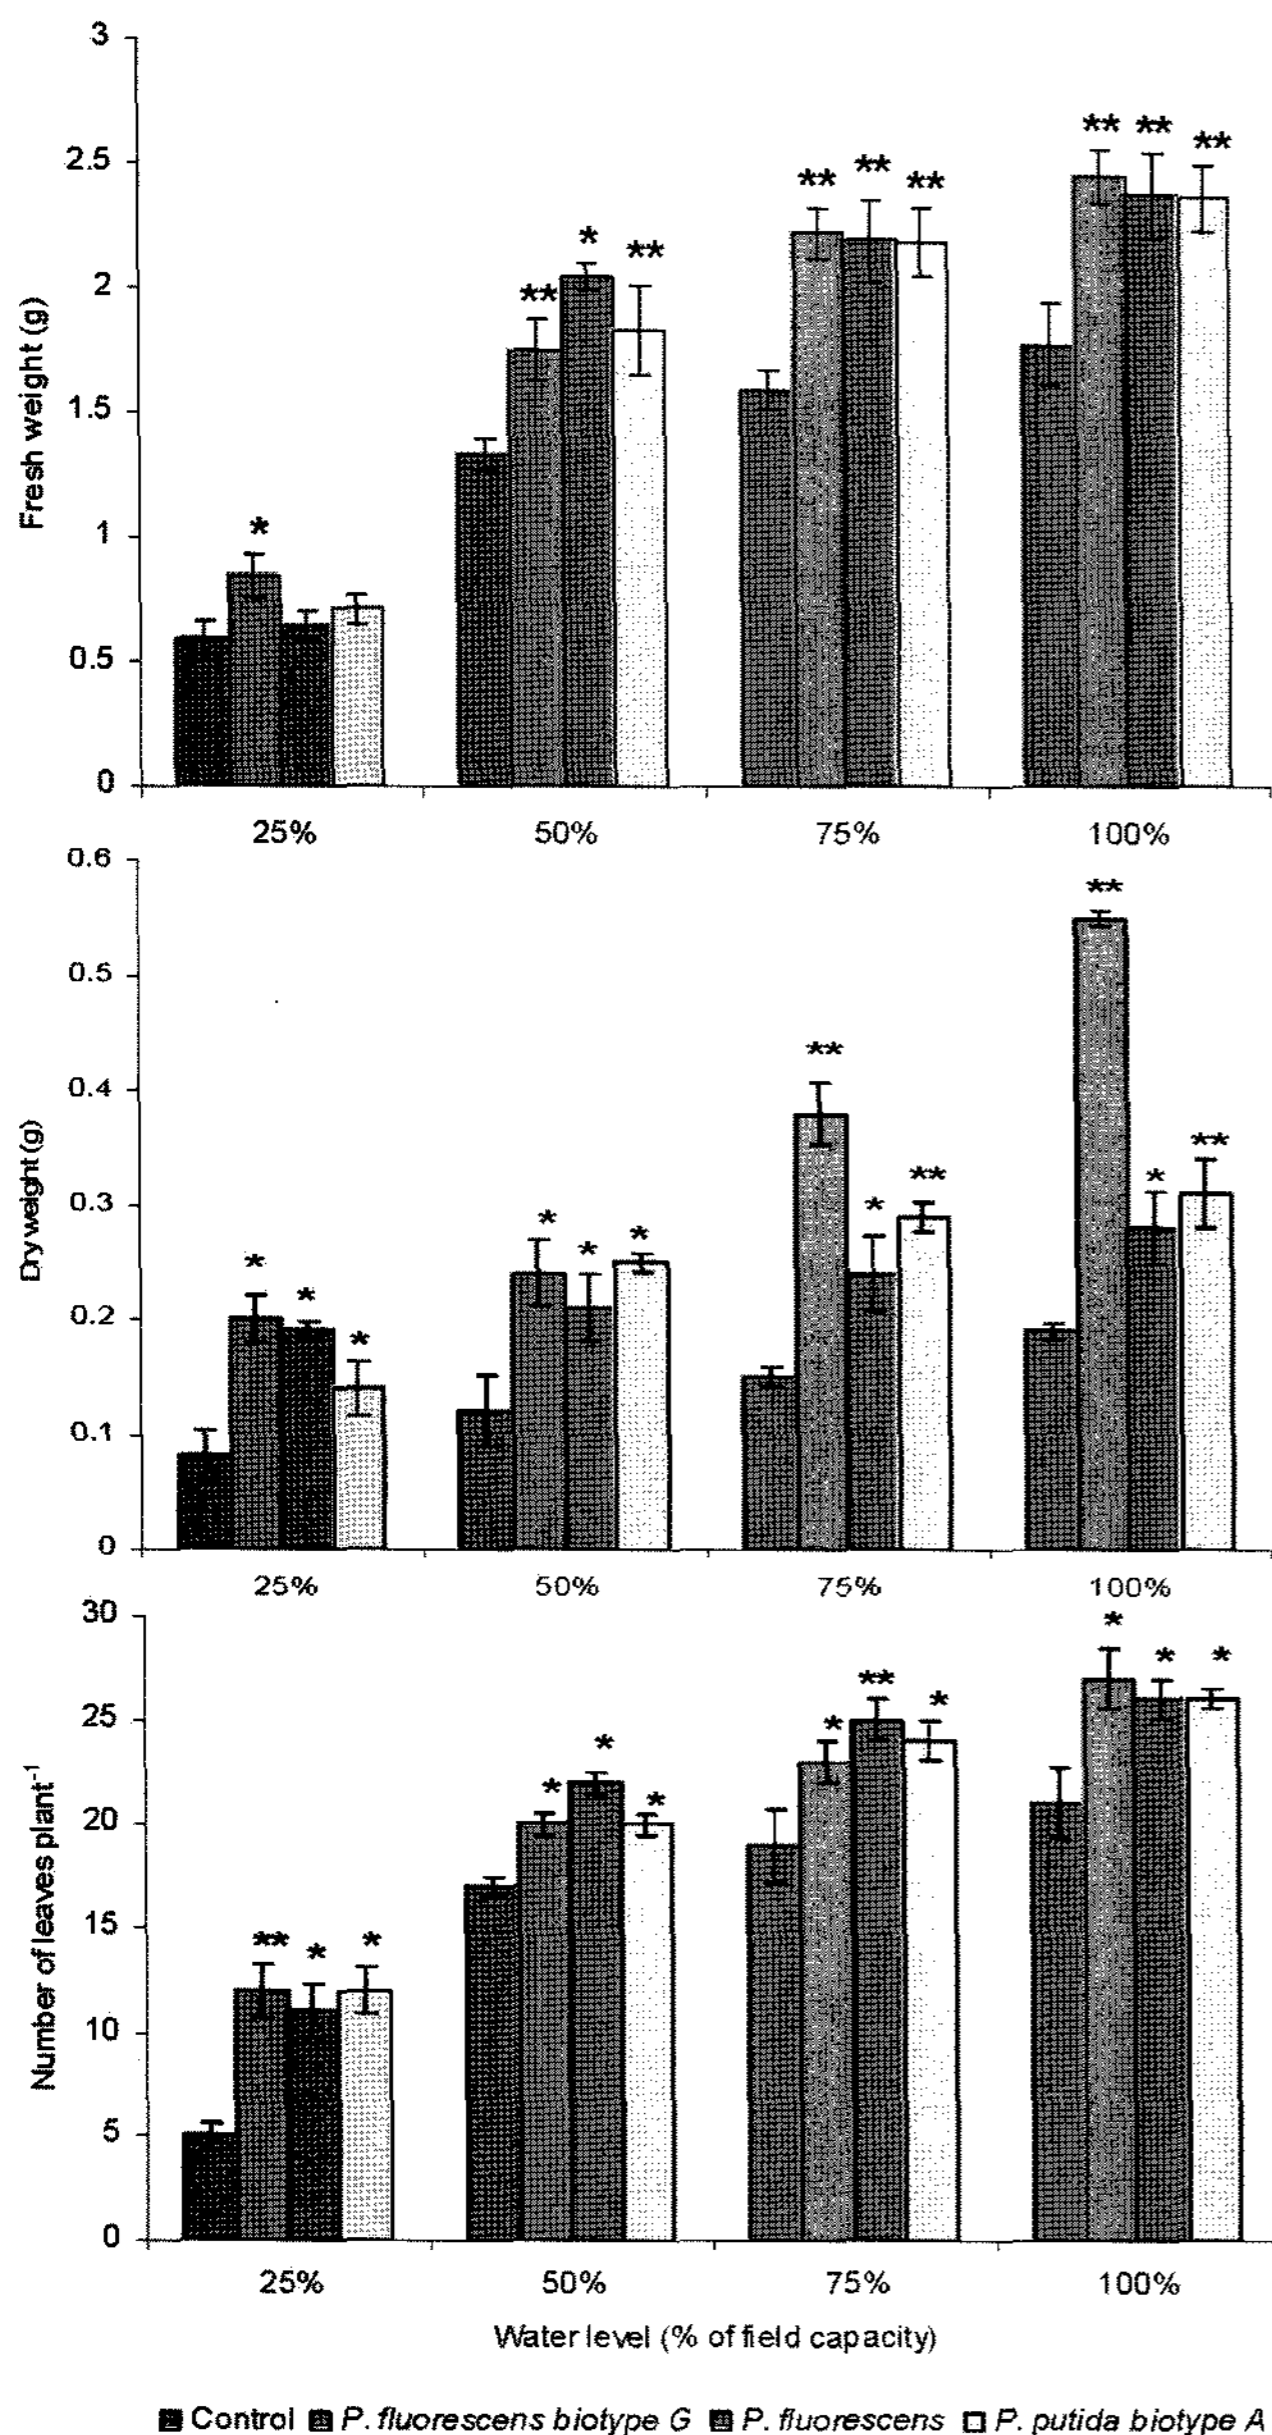 3
2.5
2
1.5
1
0.5
0
Fresh weight (g)
*
** * **
** ** **
** ** **
25% 50% 75% 100%
0.6
0.5
0.4
0.3
0.2
0.1
0
Dry weight (g)
* * *
* * *
** * **
** * **
25% 50% 75% 100%
30
25
20
15
10
5
0
Number of leaves plant⁻¹
** * *
* * *
* ** *
* * *
25% 50% 75% 100%
Water level (% of field capacity)
Control P. fluorescens biotype G P. fluorescens P. putida biotype A